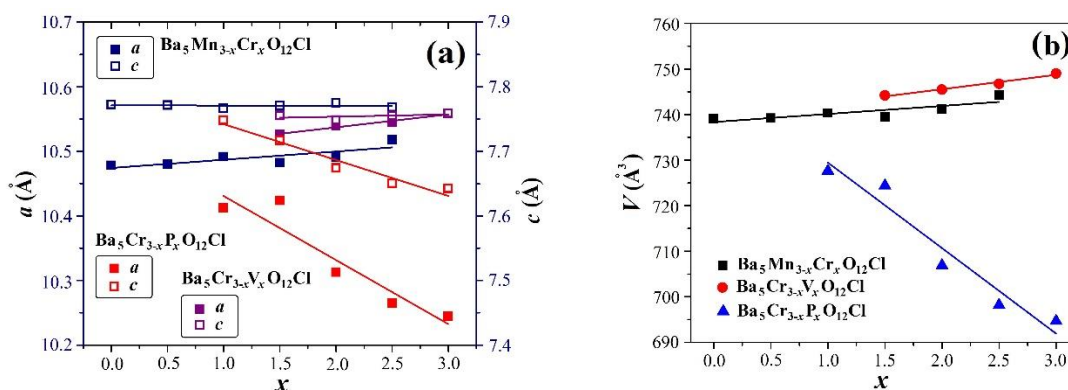 (a)
Ba₅Mn₃₋ₓCrₓO₁₂Cl
a
c
Ba₅Cr₃₋ₓPₓO₁₂Cl
a
c
Ba₅Cr₃₋ₓVₓO₁₂Cl
a
c
10.7
10.6
10.5
10.4
10.3
10.2
a (Å)
7.9
7.8
7.7
7.6
7.5
7.4
c (Å)
0.0 0.5 1.0 1.5 2.0 2.5 3.0
x
(b)
760
750
740
730
720
710
700
690
V (Å³)
Ba₅Mn₃₋ₓCrₓO₁₂Cl
Ba₅Cr₃₋ₓVₓO₁₂Cl
Ba₅Cr₃₋ₓPₓO₁₂Cl
0.0 0.5 1.0 1.5 2.0 2.5 3.0
x